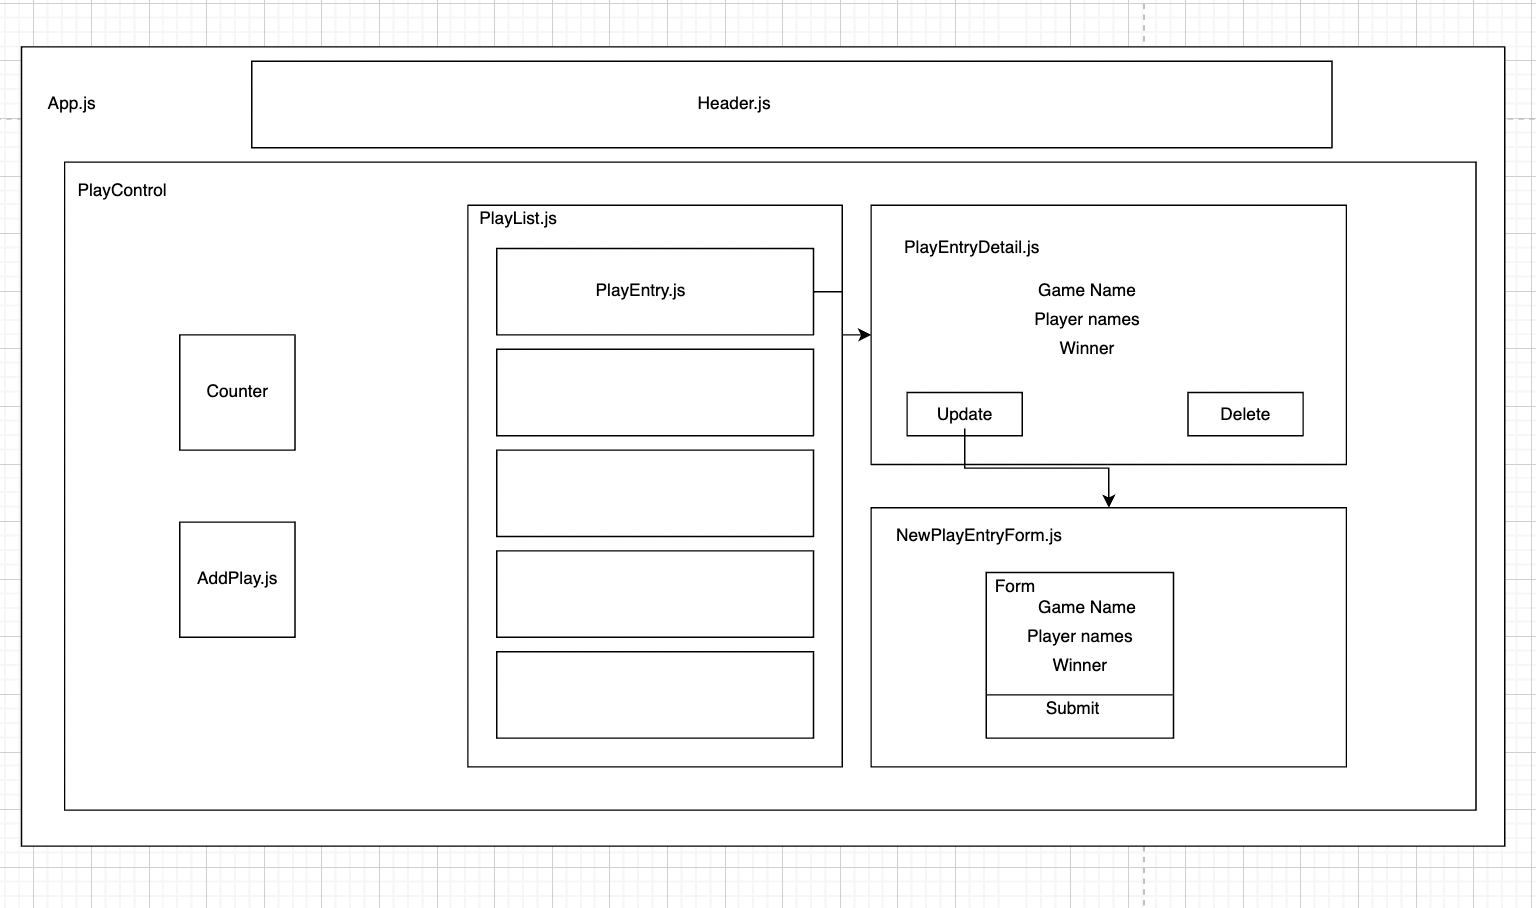 App.js
Header.js
PlayControl
PlayList.js
PlayEntry.js
Counter
AddPlay.js
PlayEntryDetail.js
Game Name
Player names
Winner
Update
Delete
NewPlayEntryForm.js
Form
Game Name
Player names
Winner
Submit